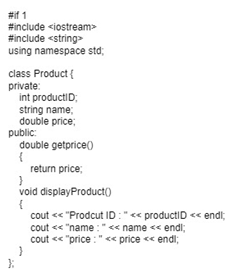 #if 1
#include <iostream>
#include <string>
using namespace std;
class Product {
private:
int productID;
string name;
double price;
public:
double getprice()
{
return price;
}
void displayProduct()
{
cout << "Prodcut ID : " << productID << endl;
cout << "name : " << name << endl;
cout << "price : " << price << endl;
}
};